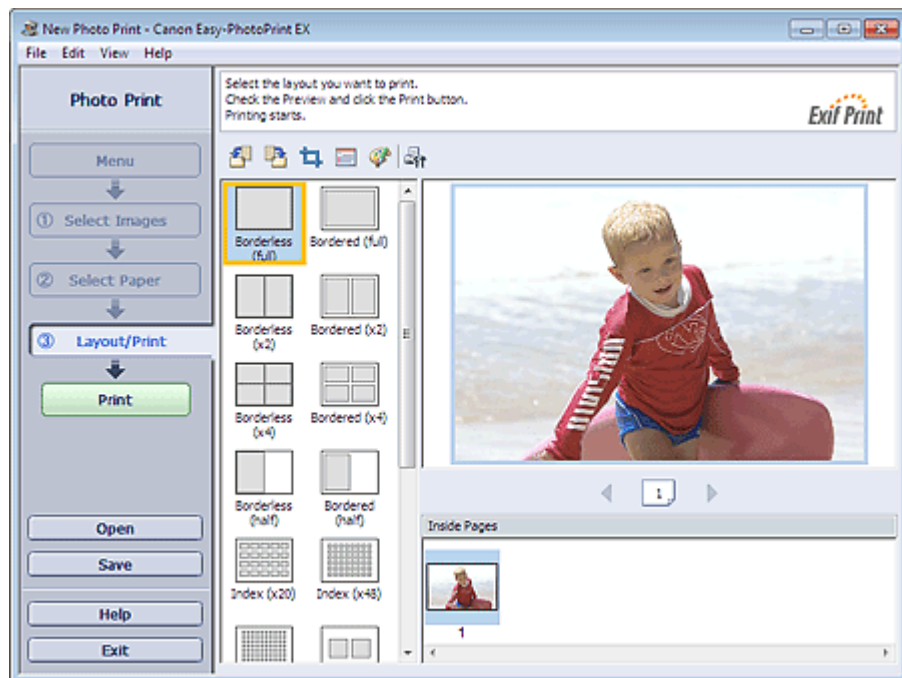 New Photo Print - Canon Easy-PhotoPrint EX
File Edit View Help
Photo Print
Select the layout you want to print.
Check the Preview and click the Print button.
Printing starts.
Exif Print
Menu
① Select Images
② Select Paper
③ Layout/Print
Print
Open
Save
Help
Exit
Borderless
(full)
Bordered (full)
Borderless
(x2)
Bordered (x2)
Borderless
(x4)
Bordered (x4)
Borderless
(half)
Bordered
(half)
Index (x20)
Index (x48)
1
Inside Pages
1